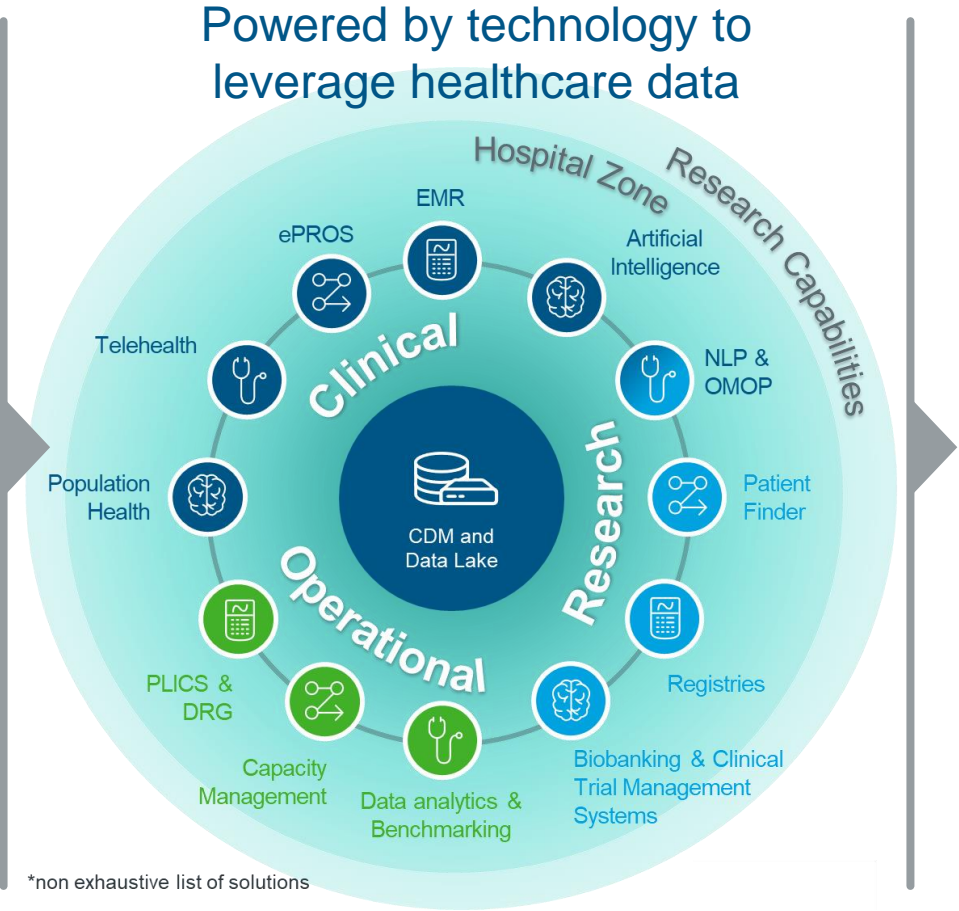 Powered by technology to
leverage healthcare data
Hospital Zone
Research Capabilities
EMR
ePROS
Artificial
Intelligence
Telehealth
NLP &
OMOP
Clinical
Population
Health
Patient
Finder
Research
CDM and
Data Lake
Operational
PLICS &
DRG
Registries
Capacity
Management
Data analytics &
Benchmarking
Biobanking & Clinical
Trial Management
Systems
*non exhaustive list of solutions